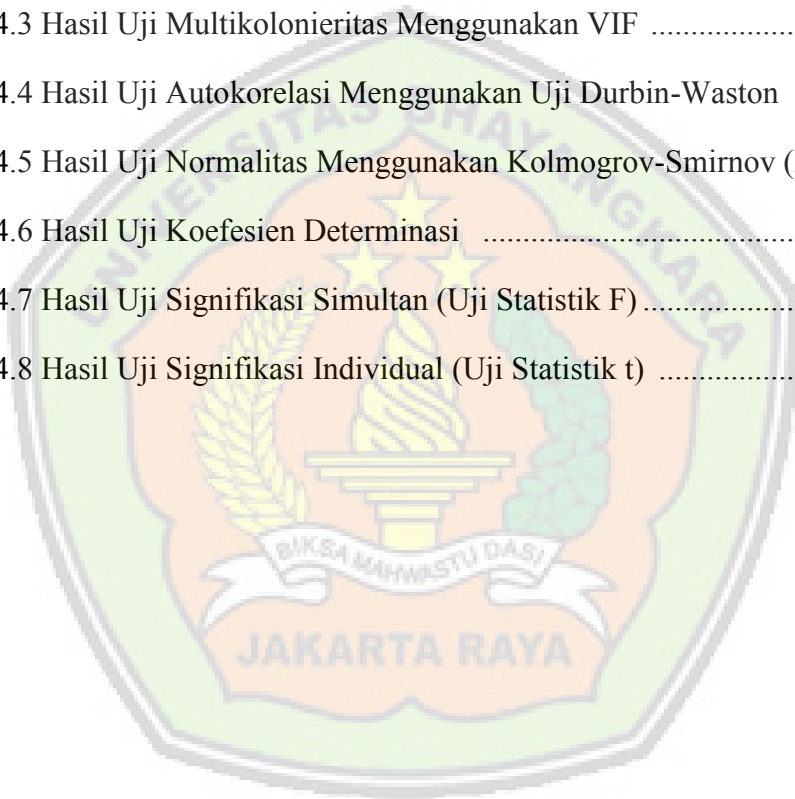 4.3 Hasil Uji Multikolonieritas Menggunakan VIF ..................
4.4 Hasil Uji Autokorelasi Menggunakan Uji Durbin-Waston
4.5 Hasil Uji Normalitas Menggunakan Kolmogrov-Smirnov (
4.6 Hasil Uji Koefesien Determinasi .......................................
4.7 Hasil Uji Signifikasi Simultan (Uji Statistik F) ...................
4.8 Hasil Uji Signifikasi Individual (Uji Statistik t) .................
UNIVERSITAS BHAYANGKARA
BIKSA MAHWASTU DASI
JAKARTA RAYA